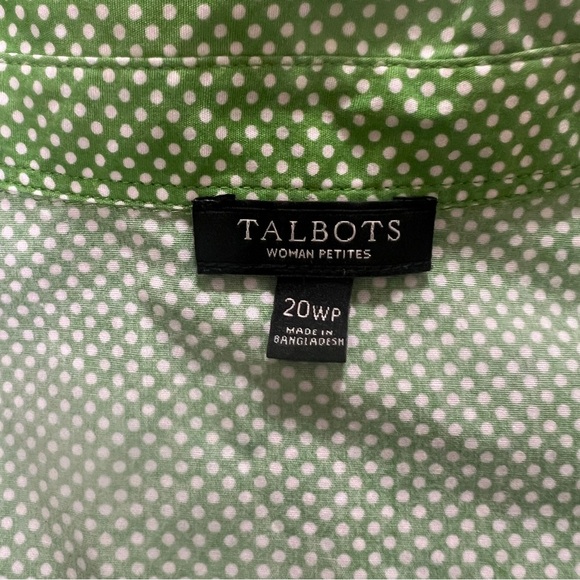 TALBOTS
WOMAN PETITES
20WP
MADE IN
BANGLADESH